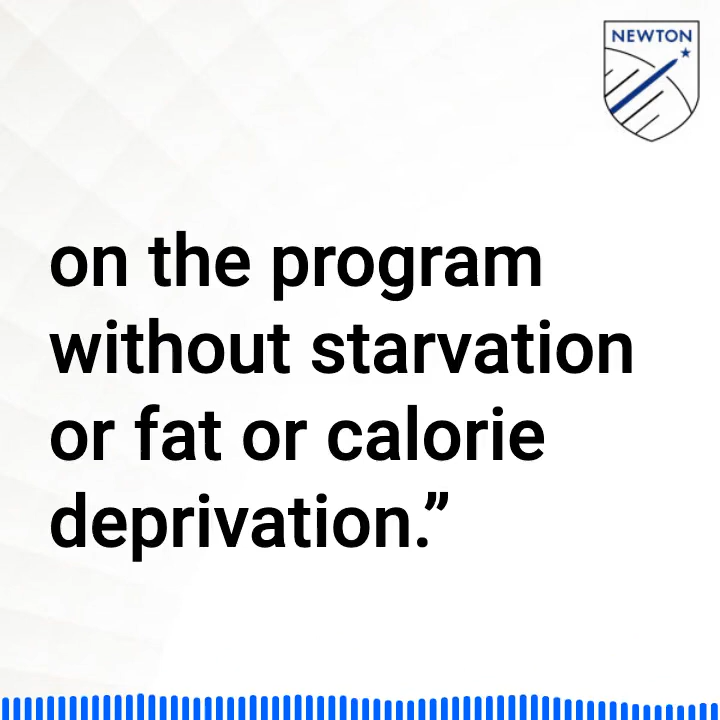 NEWTON
on the program
without starvation
or fat or calorie
deprivation.”